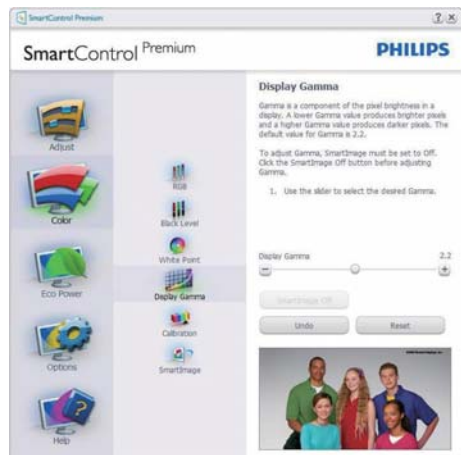 SmartControl Premium
SmartControl Premium
PHILIPS
Adjust
Color
Eco Power
Options
Help
RGB
Black Level
White Point
Display Gamma
Calibration
SmartImage
Display Gamma
Gamma is a component of the pixel brightness in a
display. A lower Gamma value produces brighter pixels
and a higher Gamma value produces darker pixels. The
default value for Gamma is 2.2.
To adjust Gamma, SmartImage must be set to Off.
Click the SmartImage Off button before adjusting
Gamma.
1. Use the slider to select the desired Gamma.
Display Gamma 2.2
SmartImage Off
Undo Reset